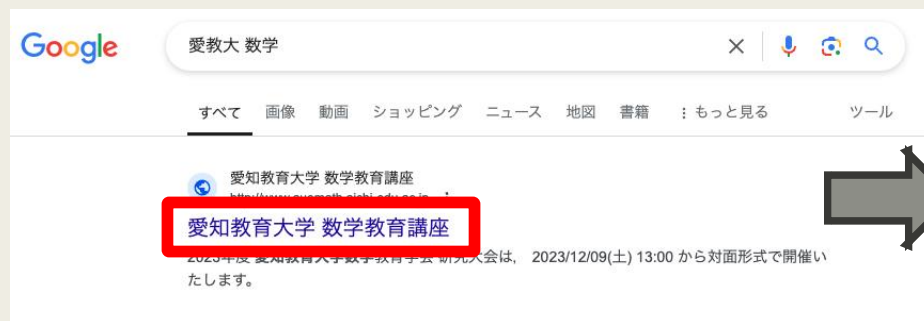 Google
愛教大 数学
すべて 画像 動画 ショッピング ニュース 地図 書籍 : もっと見る ツール
愛知教育大学 数学教育講座
愛知教育大学 数学教育講座
2023年度 愛知教育大学数学教育学会 研究大会は, 2023/12/09(土) 13:00 から対面形式で開催い
たします。